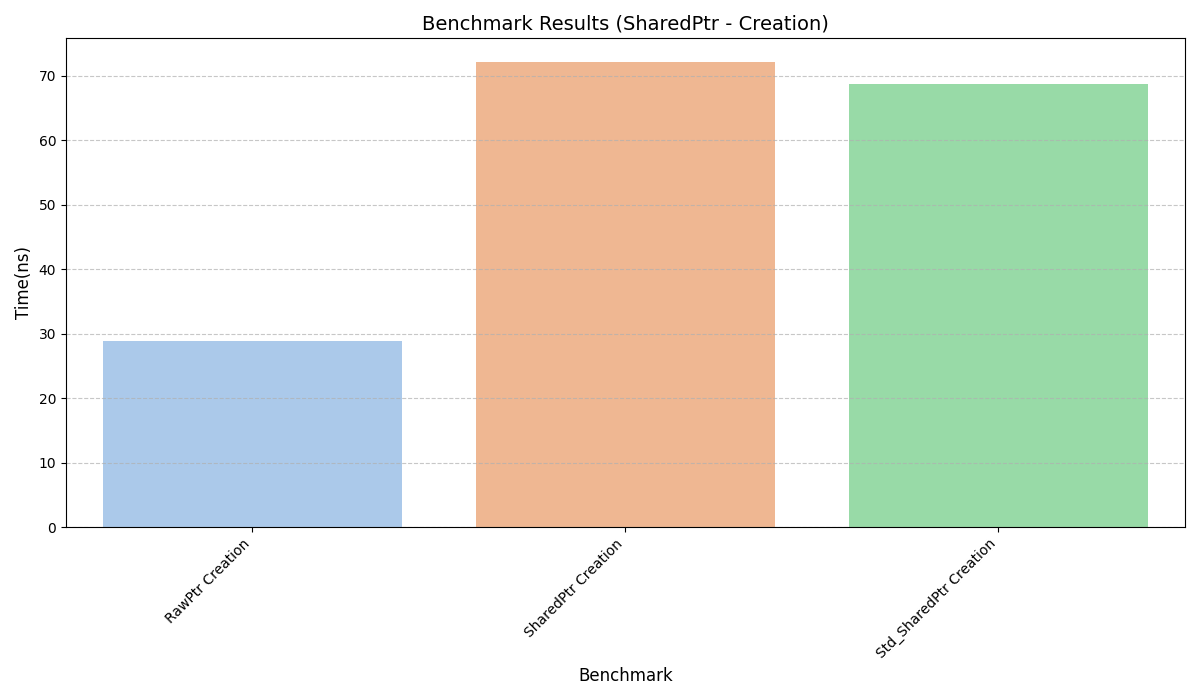 Benchmark Results (SharedPtr - Creation)
Time(ns)
70
60
50
40
30
20
10
0
RawPtr Creation
SharedPtr Creation
Std_SharedPtr Creation
Benchmark